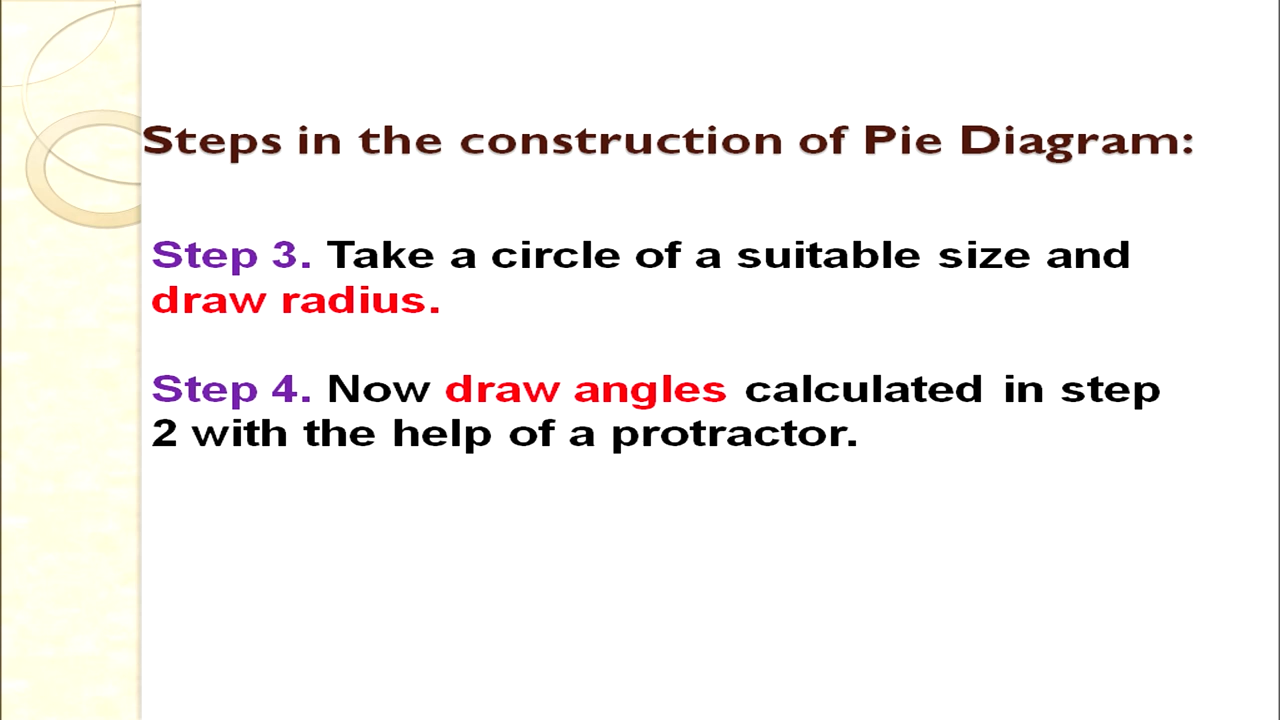 Steps in the construction of Pie Diagram:
Step 3. Take a circle of a suitable size and
draw radius.
Step 4. Now draw angles calculated in step
2 with the help of a protractor.